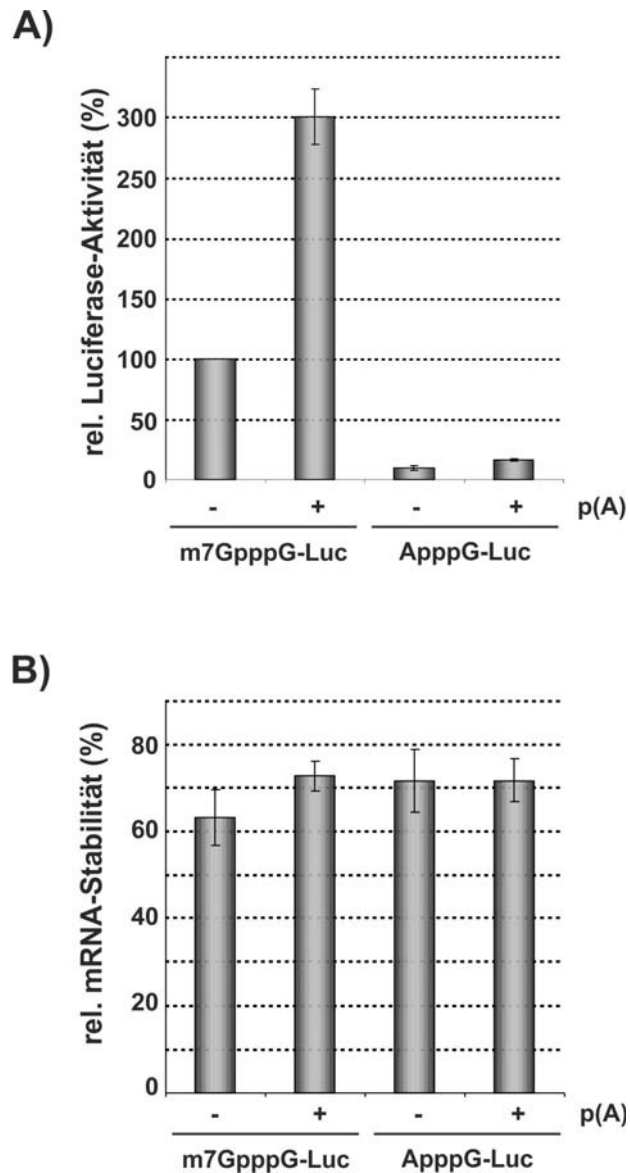 A)
rel. Luciferase-Aktivität (%)
300
250
200
150
100
50
0
- + - + p(A)
m7GpppG-Luc ApppG-Luc
B)
rel. mRNA-Stabilität (%)
80
60
40
20
0
- + - + p(A)
m7GpppG-Luc ApppG-Luc